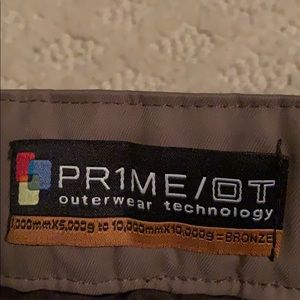 PR1ME/OT
outerwear technology
,000mmX5,000g to 10,000mmX10,000g=BRONZE